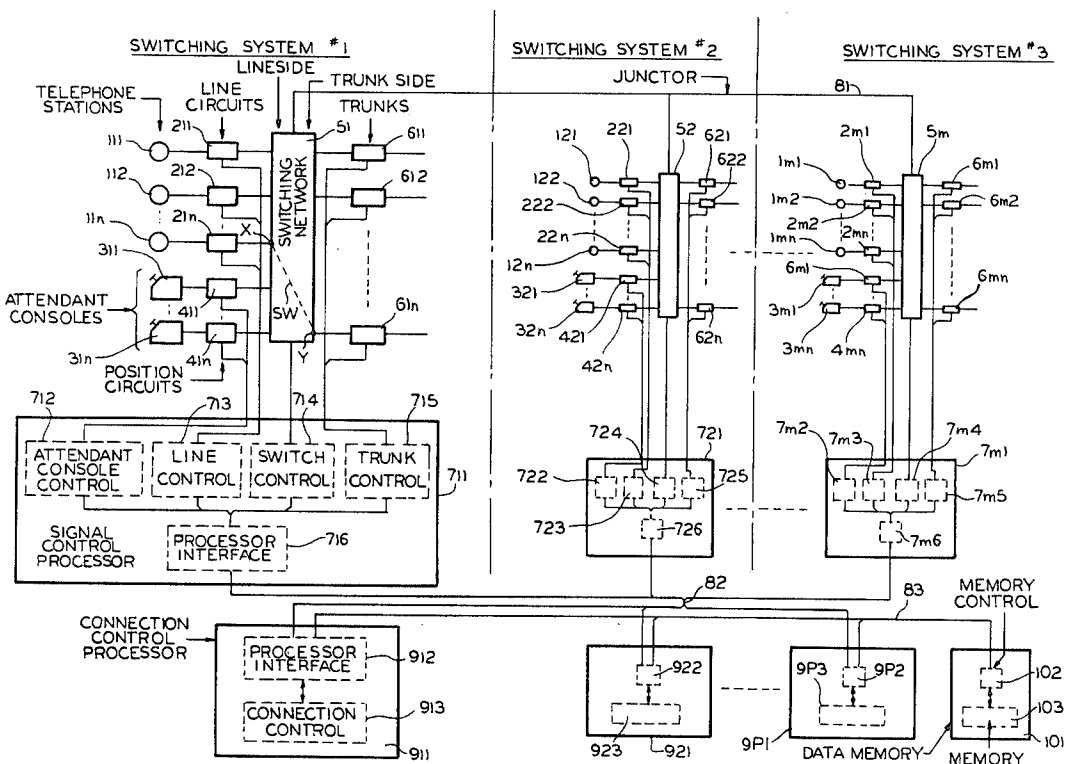 SWITCHING SYSTEM #1
LINESIDE
TRUNK SIDE
TELEPHONE STATIONS
LINE CIRCUITS
TRUNKS
51
111
211
611
112
212
612
11n
21n
X
SWITCHING NETWORK
311
411
ATTENDANT CONSOLES
SW
61n
31n
41n
Y
POSITION CIRCUITS
SWITCHING SYSTEM #2
JUNCTOR
81
121
221
52
621
622
122
222
22n
12n
321
32n
421
42n
62n
SWITCHING SYSTEM #3
1m1
2m1
5m
6m1
6m2
1m2
2m2
1mn
2mn
6m1
3m1
3mn
4mn
6mn
712
713
714
715
ATTENDANT CONSOLE CONTROL
LINE CONTROL
SWITCH CONTROL
TRUNK CONTROL
711
SIGNAL CONTROL PROCESSOR
PROCESSOR INTERFACE
716
724
721
722
723
725
726
7m2
7m3
7m4
7m1
7m5
7m6
82
83
MEMORY CONTROL
CONNECTION CONTROL PROCESSOR
PROCESSOR INTERFACE
912
CONNECTION CONTROL
913
911
922
923
921
9P3
9P2
9P1
102
103
101
DATA MEMORY
MEMORY